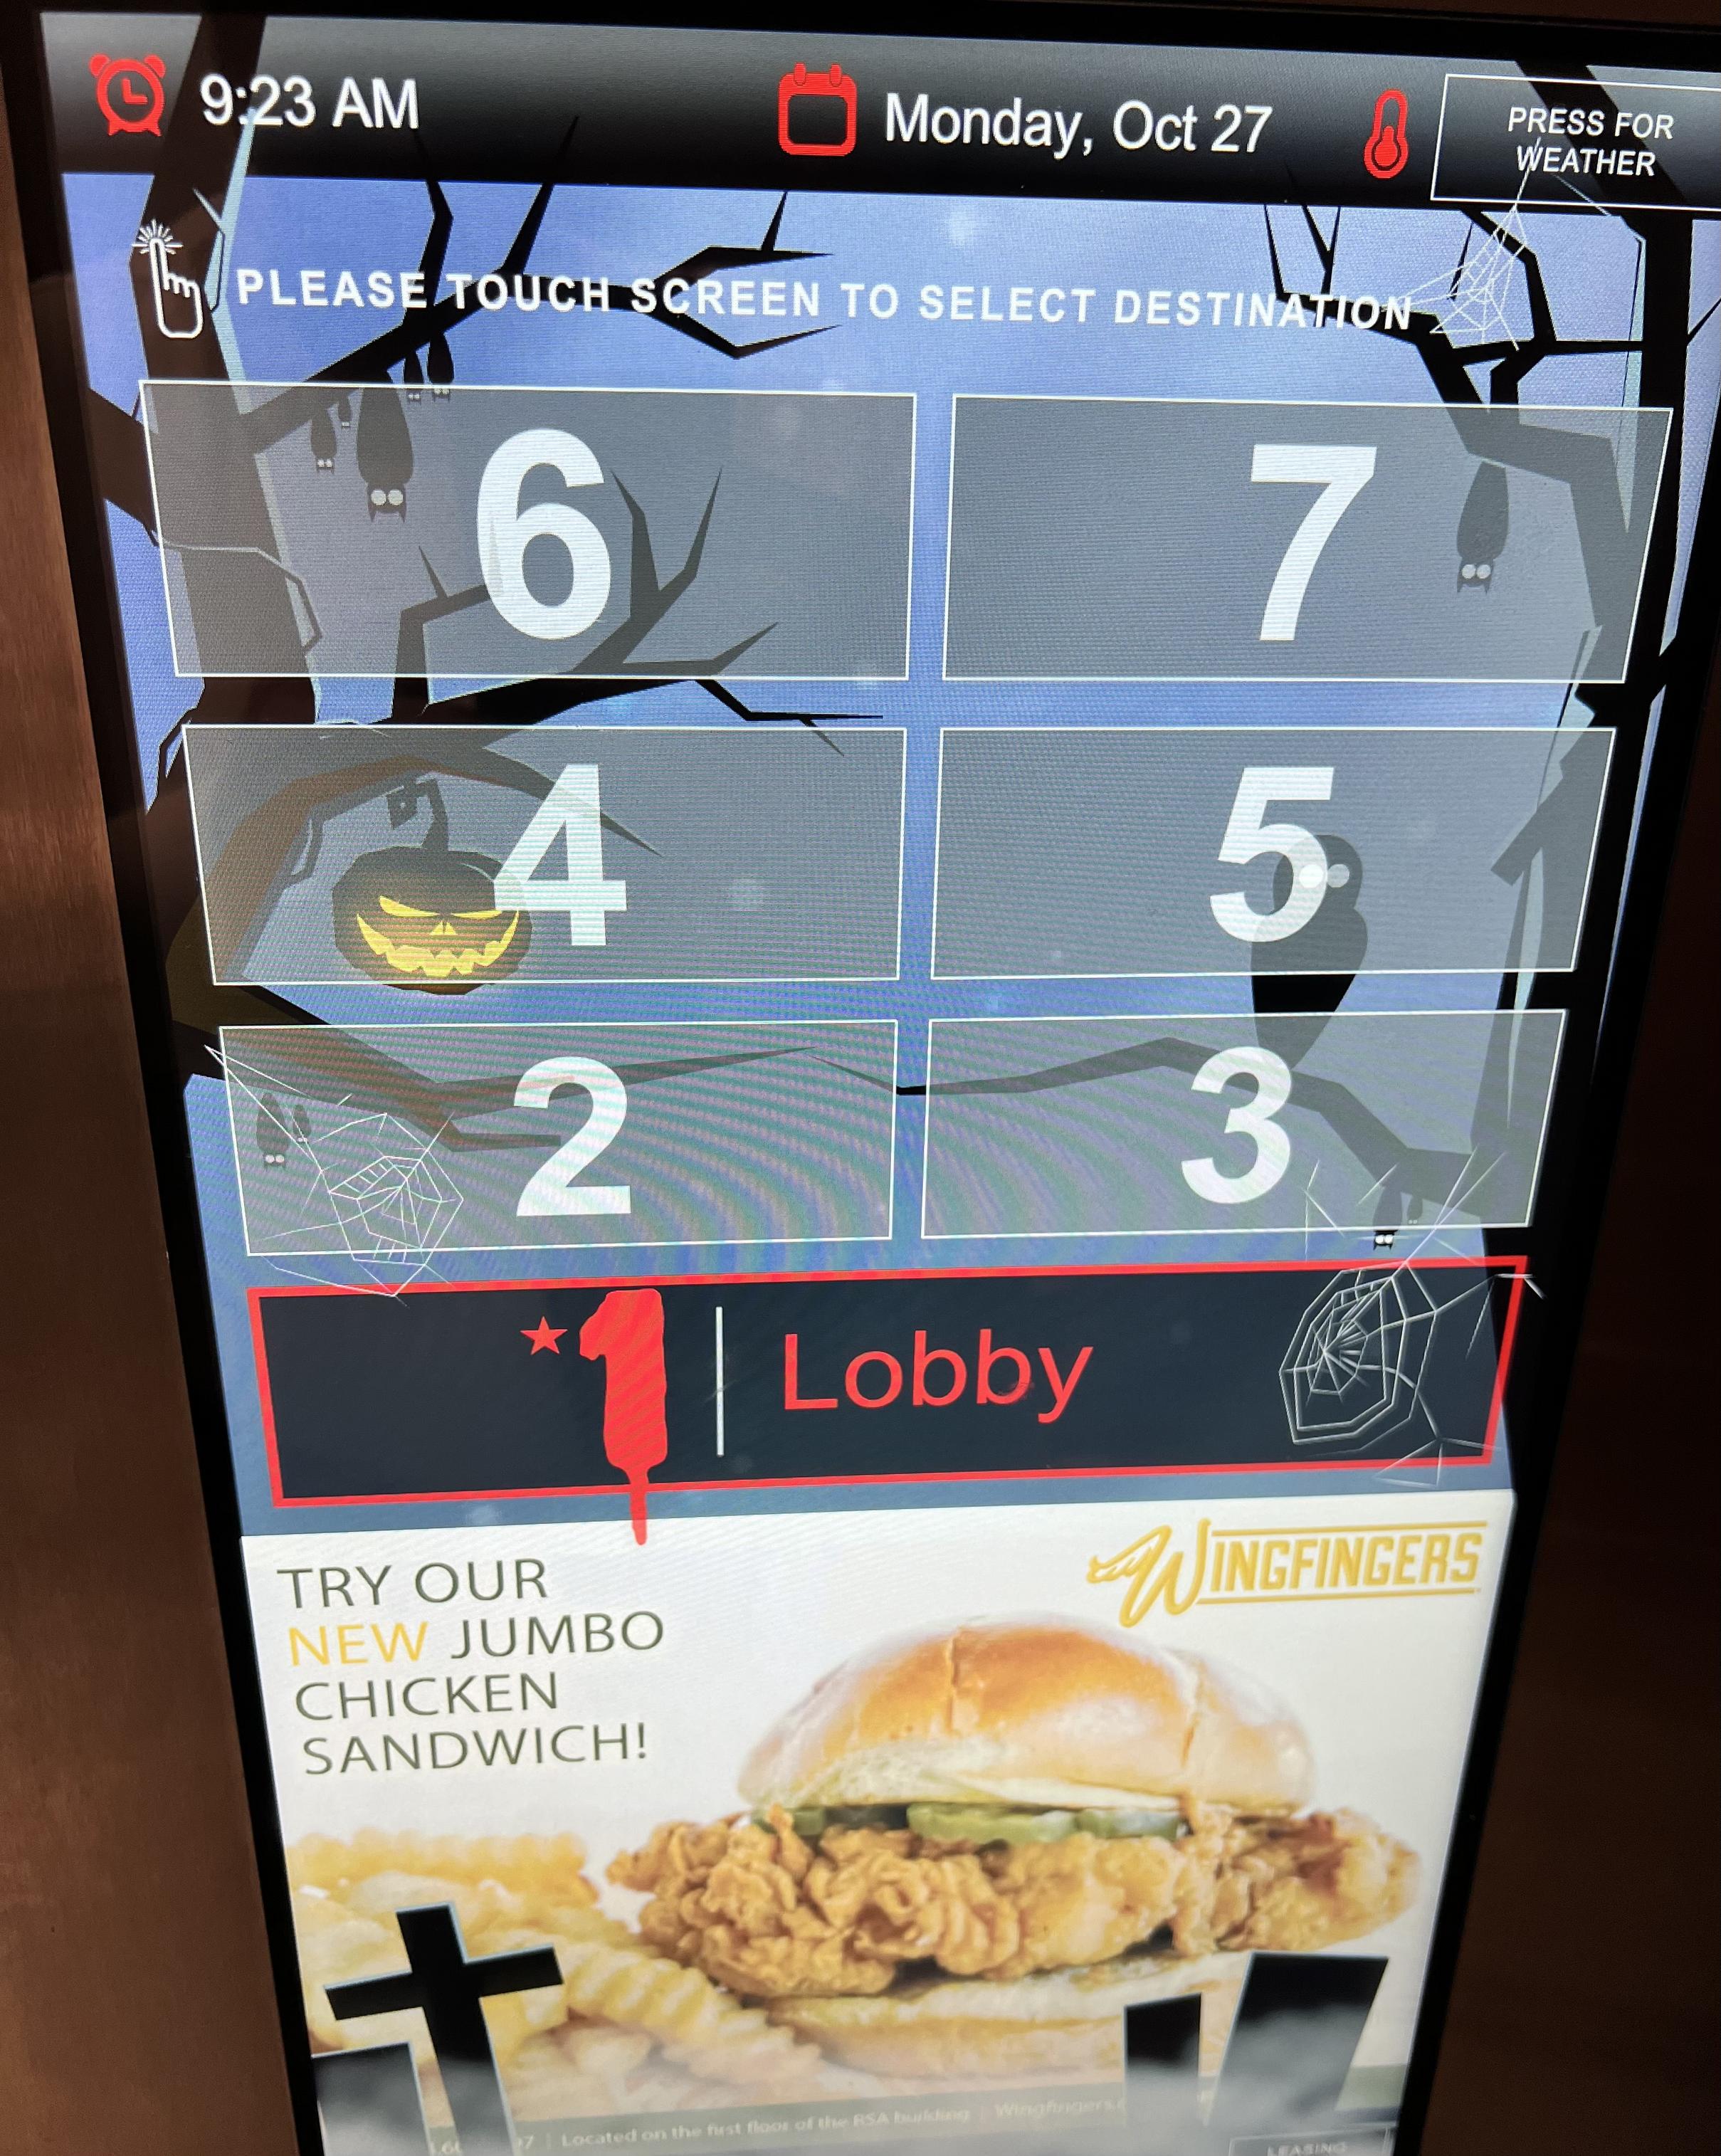 9:23 AM
Monday, Oct 27
PRESS FOR
WEATHER
PLEASE TOUCH SCREEN TO SELECT DESTINATION
6 7
4 5
2 3
★1 | Lobby
WINGFINGERS
TRY OUR
NEW JUMBO
CHICKEN
SANDWICH!
Located on the first floor of the RSA building | Wingfingers
LEASING